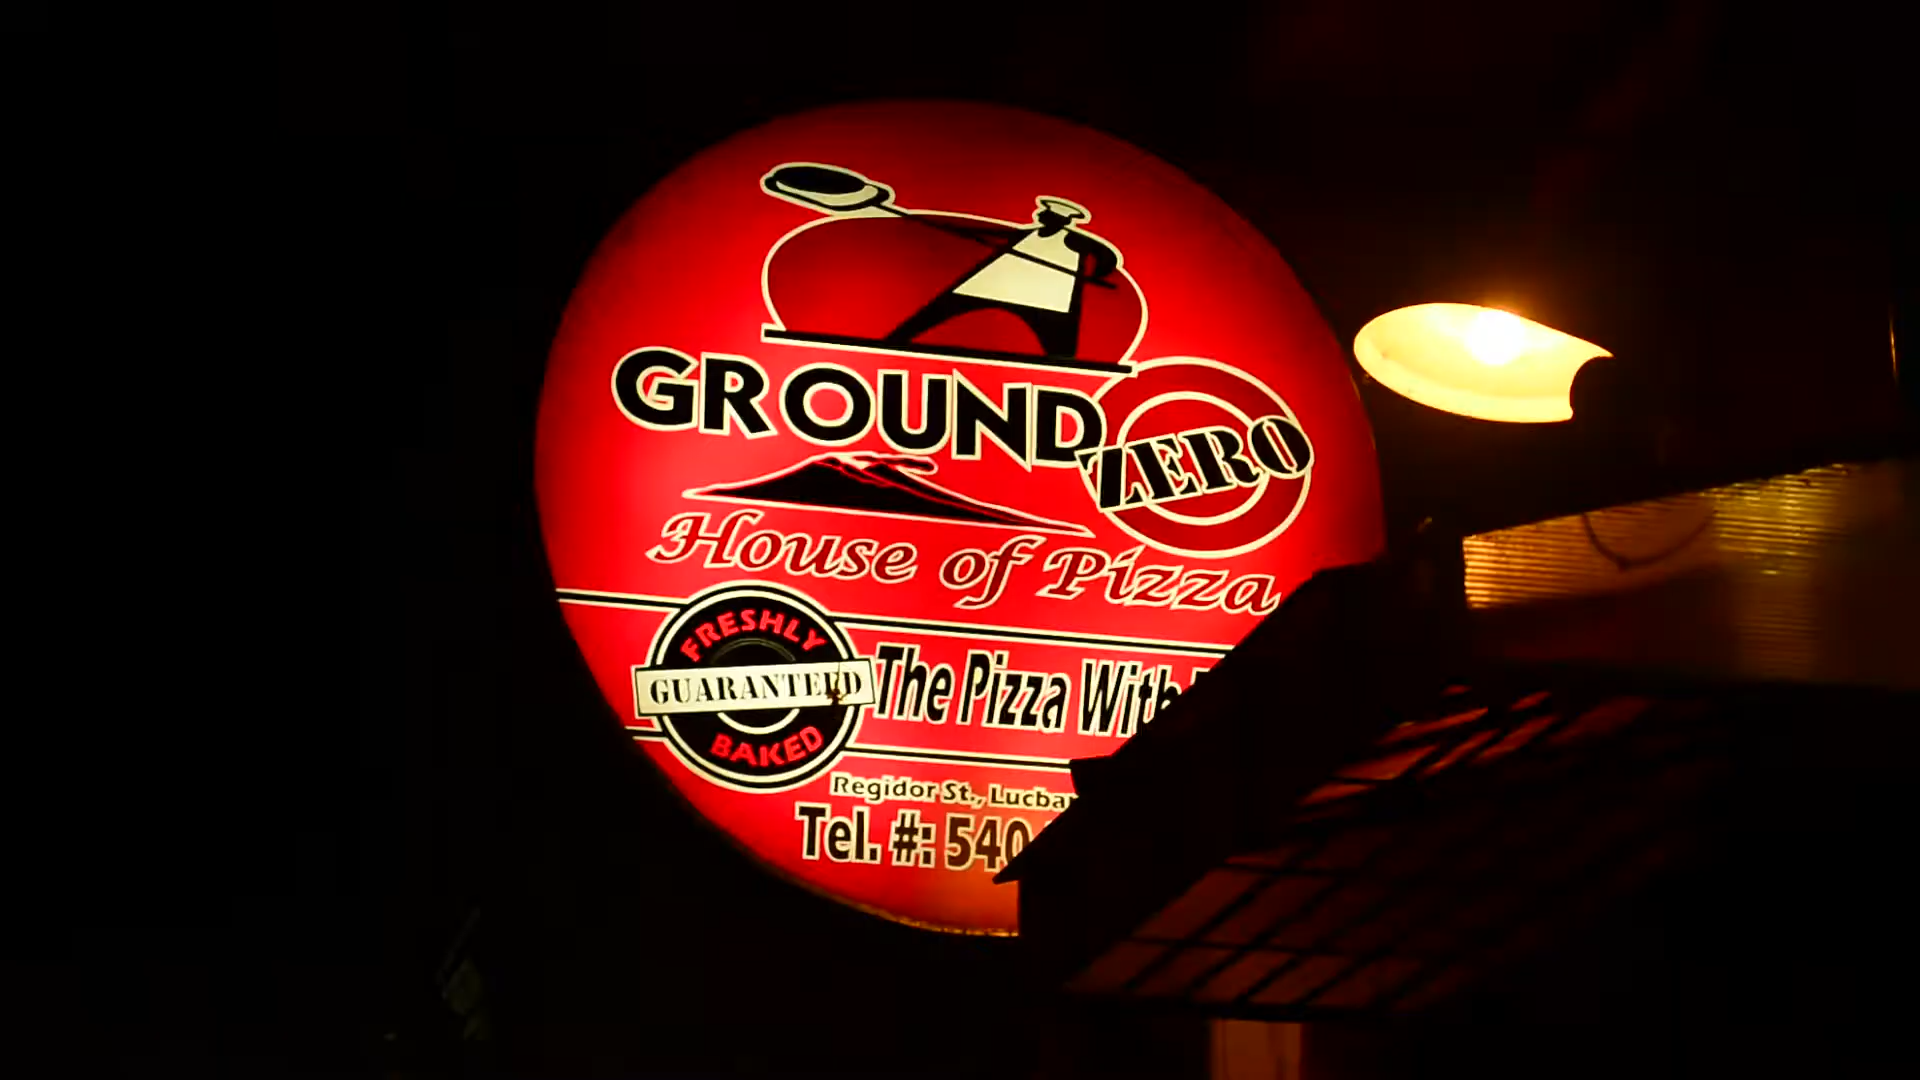 GROUND ZERO
House of Pizza
FRESHLY
GUARANTEED
BAKED
The Pizza With
Regidor St., Lucba
Tel. #: 540